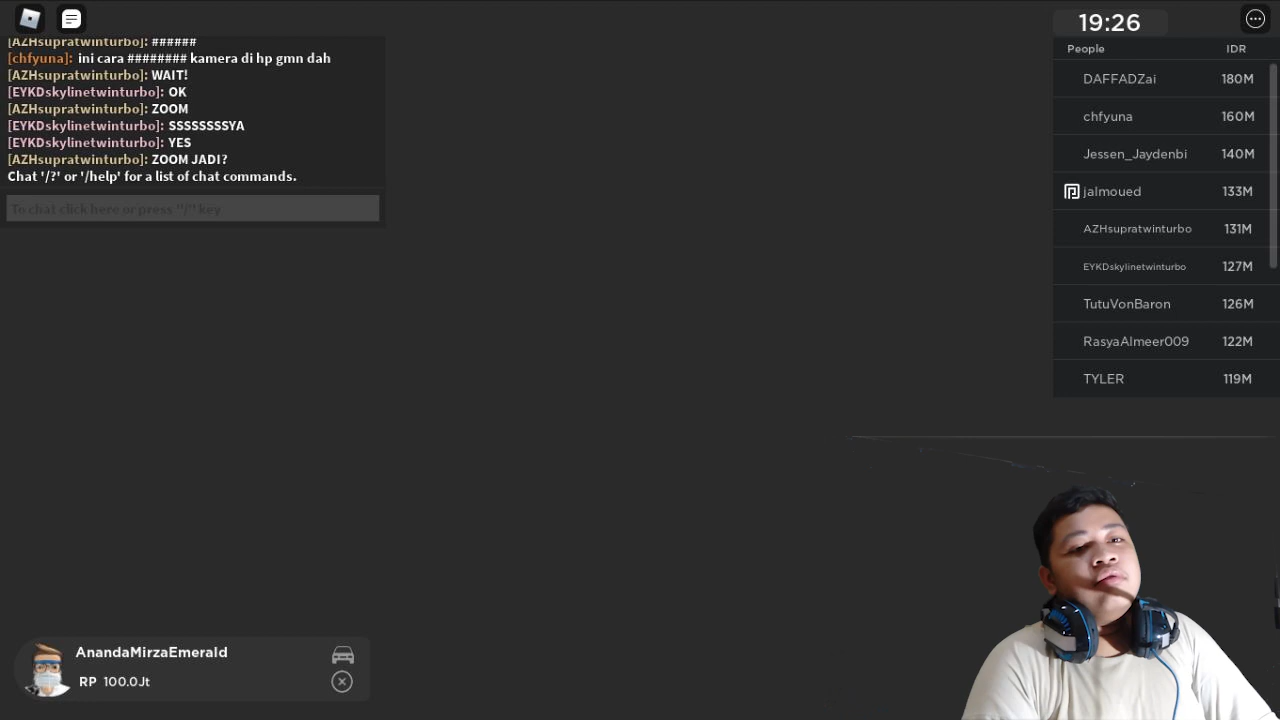 19:26
[AZHsupratwinturbo]: ######
[chfyuna]: ini cara ######## kamera di hp gmn dah
[AZHsupratwinturbo]: WAIT!
[EYKDskylinetwinturbo]: OK
[AZHsupratwinturbo]: ZOOM
[EYKDskylinetwinturbo]: SSSSSSSSYA
[EYKDskylinetwinturbo]: YES
[AZHsupratwinturbo]: ZOOM JADI?
Chat '/?' or '/help' for a list of chat commands.
To chat click here or press "/" key
People IDR
DAFFADZai 180M
chfyuna 160M
Jessen_Jaydenbi 140M
jalmoued 133M
AZHsupratwinturbo 131M
EYKDskylinetwinturbo 127M
TutuVonBaron 126M
RasyaAlmeer009 122M
TYLER 119M
AnandaMirzaEmerald
RP 100.0Jt